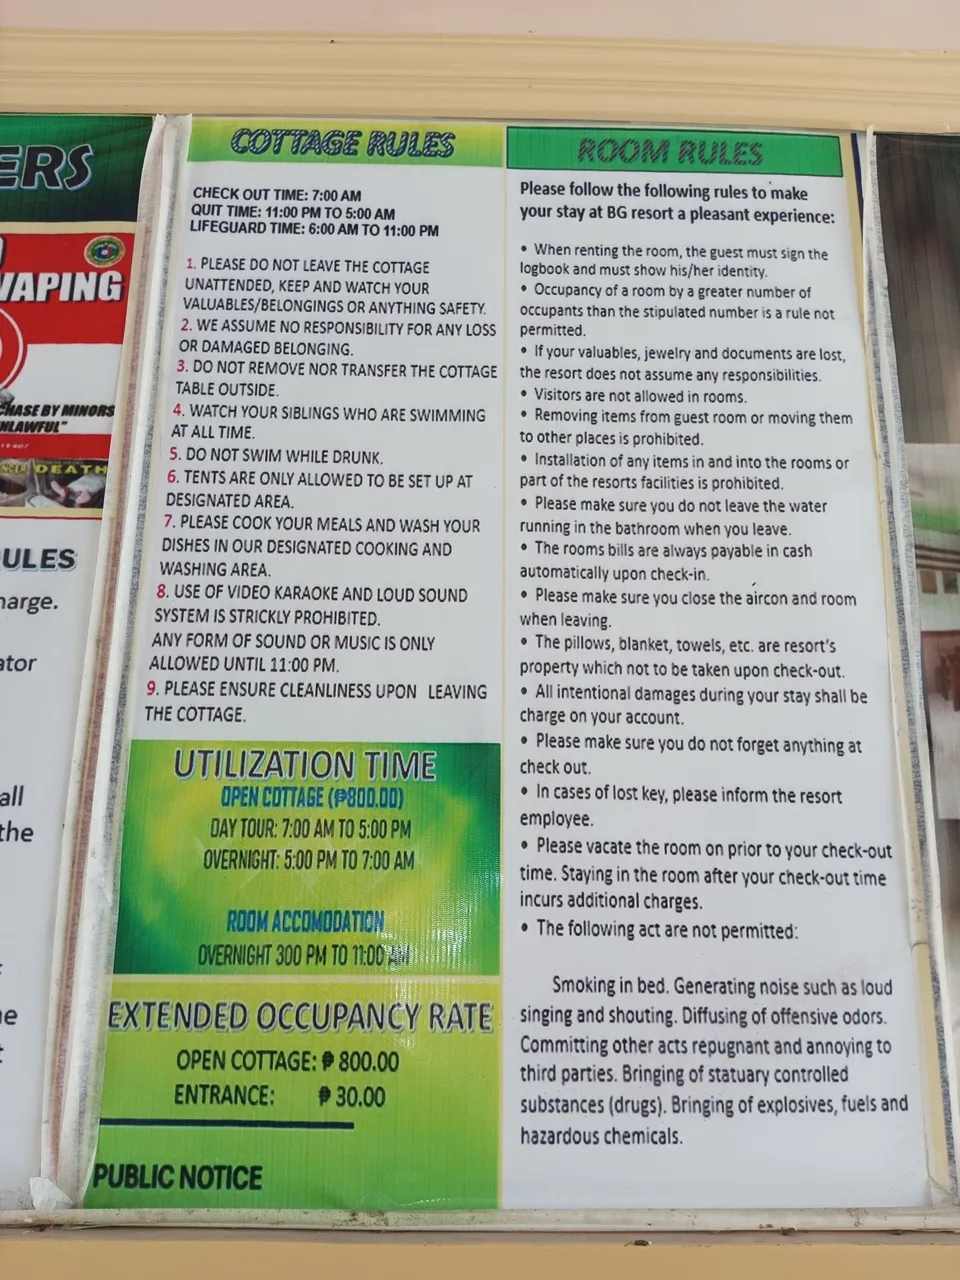 ERS
VAPING
CHASE BY MINORS
NLAWFUL"
DEATH
ULES
harge.
ator
all
the
COTTAGE RULES
CHECK OUT TIME: 7:00 AM
QUIT TIME: 11:00 PM TO 5:00 AM
LIFEGUARD TIME: 6:00 AM TO 11:00 PM
1. PLEASE DO NOT LEAVE THE COTTAGE
UNATTENDED, KEEP AND WATCH YOUR
VALUABLES/BELONGINGS OR ANYTHING SAFETY.
2. WE ASSUME NO RESPONSIBILITY FOR ANY LOSS
OR DAMAGED BELONGING.
3. DO NOT REMOVE NOR TRANSFER THE COTTAGE
TABLE OUTSIDE.
4. WATCH YOUR SIBLINGS WHO ARE SWIMMING
AT ALL TIME.
5. DO NOT SWIM WHILE DRUNK.
6. TENTS ARE ONLY ALLOWED TO BE SET UP AT
DESIGNATED AREA.
7. PLEASE COOK YOUR MEALS AND WASH YOUR
DISHES IN OUR DESIGNATED COOKING AND
WASHING AREA.
8. USE OF VIDEO KARAOKE AND LOUD SOUND
SYSTEM IS STRICKLY PROHIBITED.
ANY FORM OF SOUND OR MUSIC IS ONLY
ALLOWED UNTIL 11:00 PM.
9. PLEASE ENSURE CLEANLINESS UPON LEAVING
THE COTTAGE.
UTILIZATION TIME
OPEN COTTAGE (₱800.00)
DAY TOUR: 7:00 AM TO 5:00 PM
OVERNIGHT: 5:00 PM TO 7:00 AM
ROOM ACCOMODATION
OVERNIGHT 300 PM TO 11:00 AM
EXTENDED OCCUPANCY RATE
OPEN COTTAGE: ₱ 800.00
ENTRANCE: ₱ 30.00
PUBLIC NOTICE
ROOM RULES
Please follow the following rules to make
your stay at BG resort a pleasant experience:
• When renting the room, the guest must sign the
logbook and must show his/her identity.
• Occupancy of a room by a greater number of
occupants than the stipulated number is a rule not
permitted.
• If your valuables, jewelry and documents are lost,
the resort does not assume any responsibilities.
• Visitors are not allowed in rooms.
• Removing items from guest room or moving them
to other places is prohibited.
• Installation of any items in and into the rooms or
part of the resorts facilities is prohibited.
• Please make sure you do not leave the water
running in the bathroom when you leave.
• The rooms bills are always payable in cash
automatically upon check-in.
• Please make sure you close the aircon and room
when leaving.
• The pillows, blanket, towels, etc. are resort's
property which not to be taken upon check-out.
• All intentional damages during your stay shall be
charge on your account.
• Please make sure you do not forget anything at
check out.
• In cases of lost key, please inform the resort
employee.
• Please vacate the room on prior to your check-out
time. Staying in the room after your check-out time
incurs additional charges.
• The following act are not permitted:
Smoking in bed. Generating noise such as loud
singing and shouting. Diffusing of offensive odors.
Committing other acts repugnant and annoying to
third parties. Bringing of statuary controlled
substances (drugs). Bringing of explosives, fuels and
hazardous chemicals.